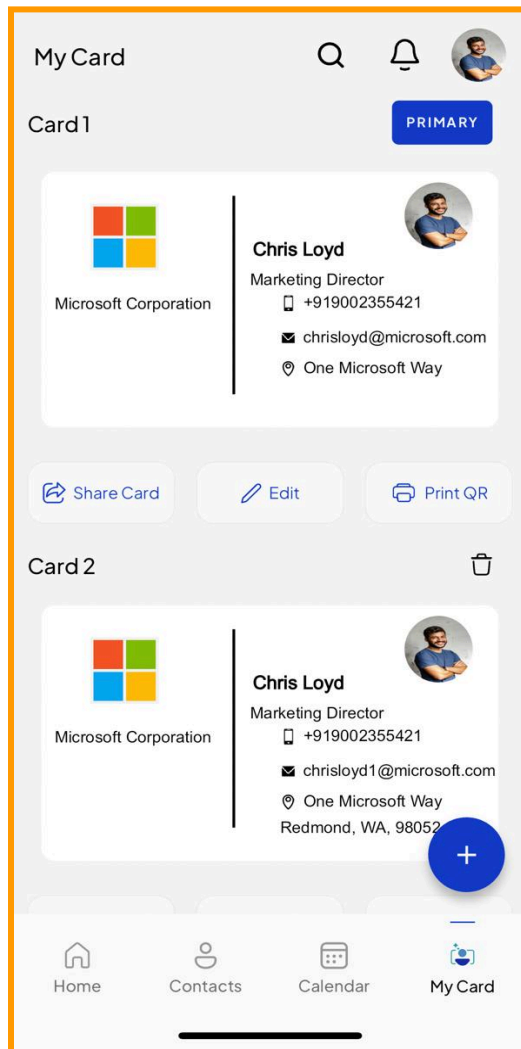 My Card
Card 1
PRIMARY
Microsoft Corporation
Chris Loyd
Marketing Director
+919002355421
chrisloyd@microsoft.com
One Microsoft Way
Share Card
Edit
Print QR
Card 2
Microsoft Corporation
Chris Loyd
Marketing Director
+919002355421
chrisloyd1@microsoft.com
One Microsoft Way
Redmond, WA, 98052
Home
Contacts
Calendar
My Card